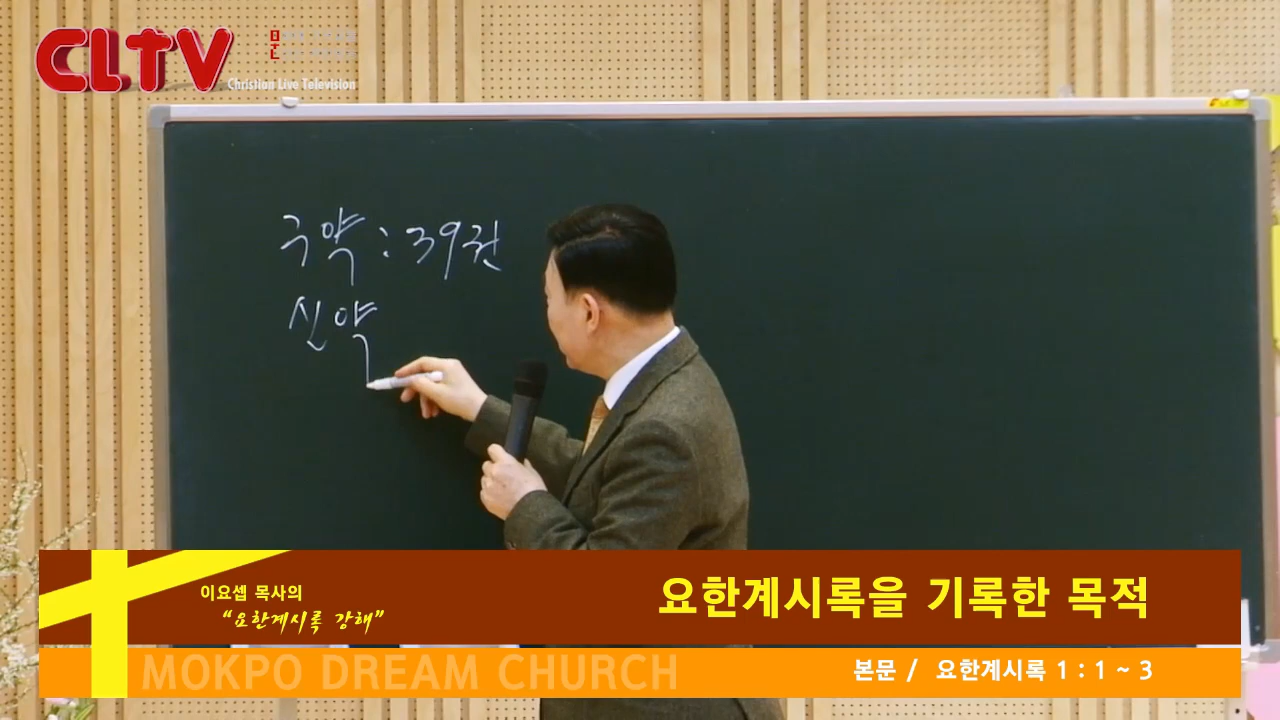 CLTV
Christian Live Television
구약 : 39권
신약
이요셉 목사의
“요한계시록 강해”
요한계시록을 기록한 목적
MOKPO DREAM CHURCH
본문 / 요한계시록 1 : 1 ~ 3